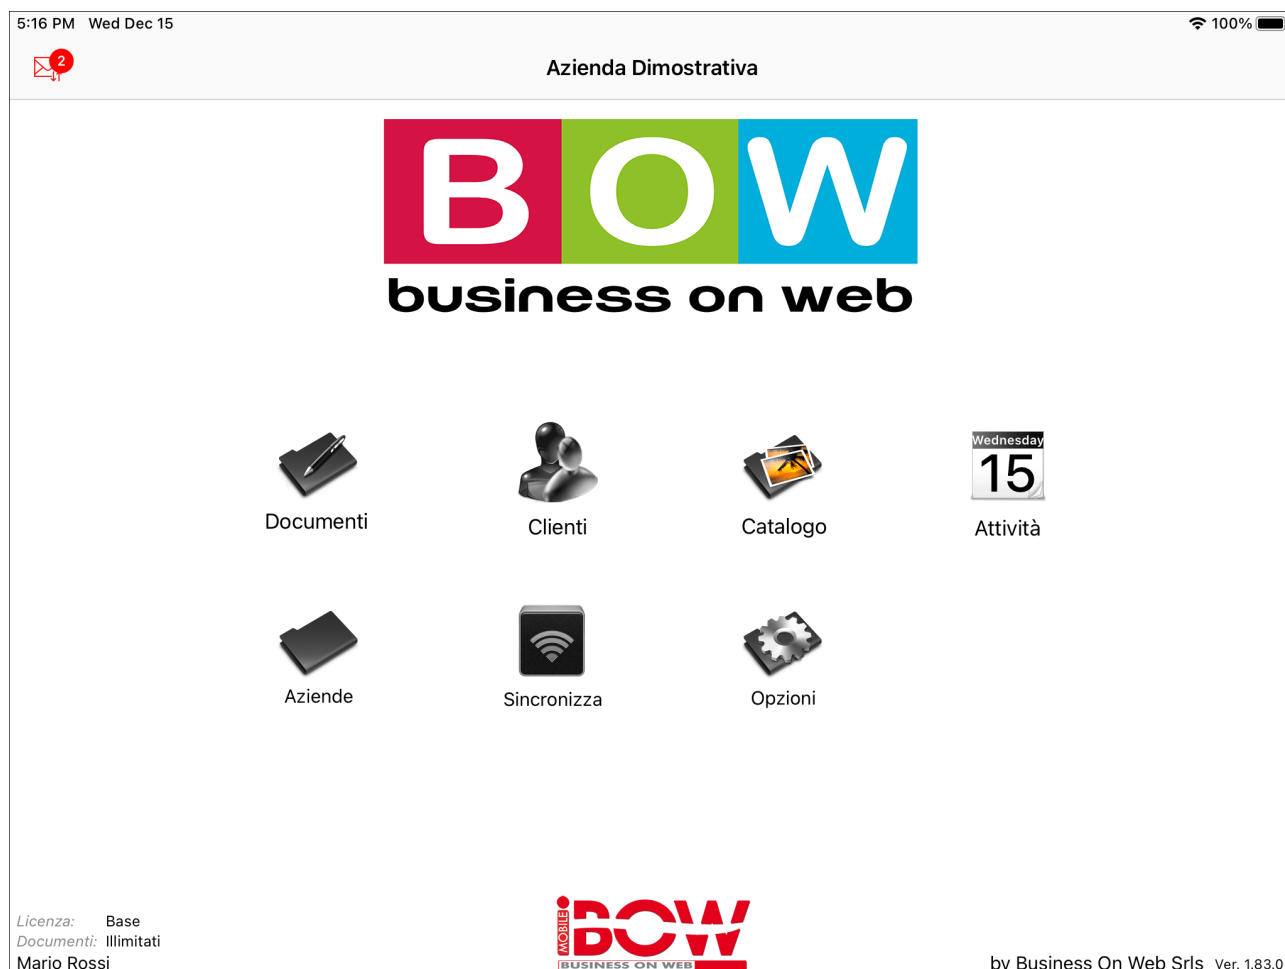 5:16 PM Wed Dec 15 100%
2
Azienda Dimostrativa
BOW
business on web
Wednesday
15
Documenti Clienti Catalogo Attività
Aziende Sincronizza Opzioni
Licenza: Base
Documenti: Illimitati
Mario Rossi
MOBILE
iBOW
BUSINESS ON WEB
by Business On Web Srls Ver. 1.83.0